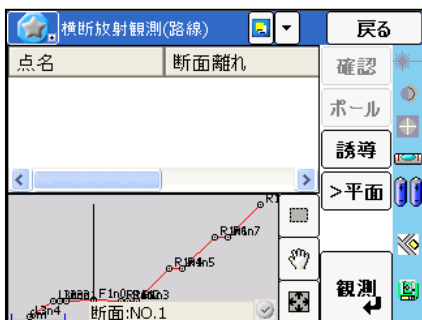 横断放射観測(路線)
戻る
点名 断面離れ
確認
ポール
誘導
>平面
断面:NO.1
観測